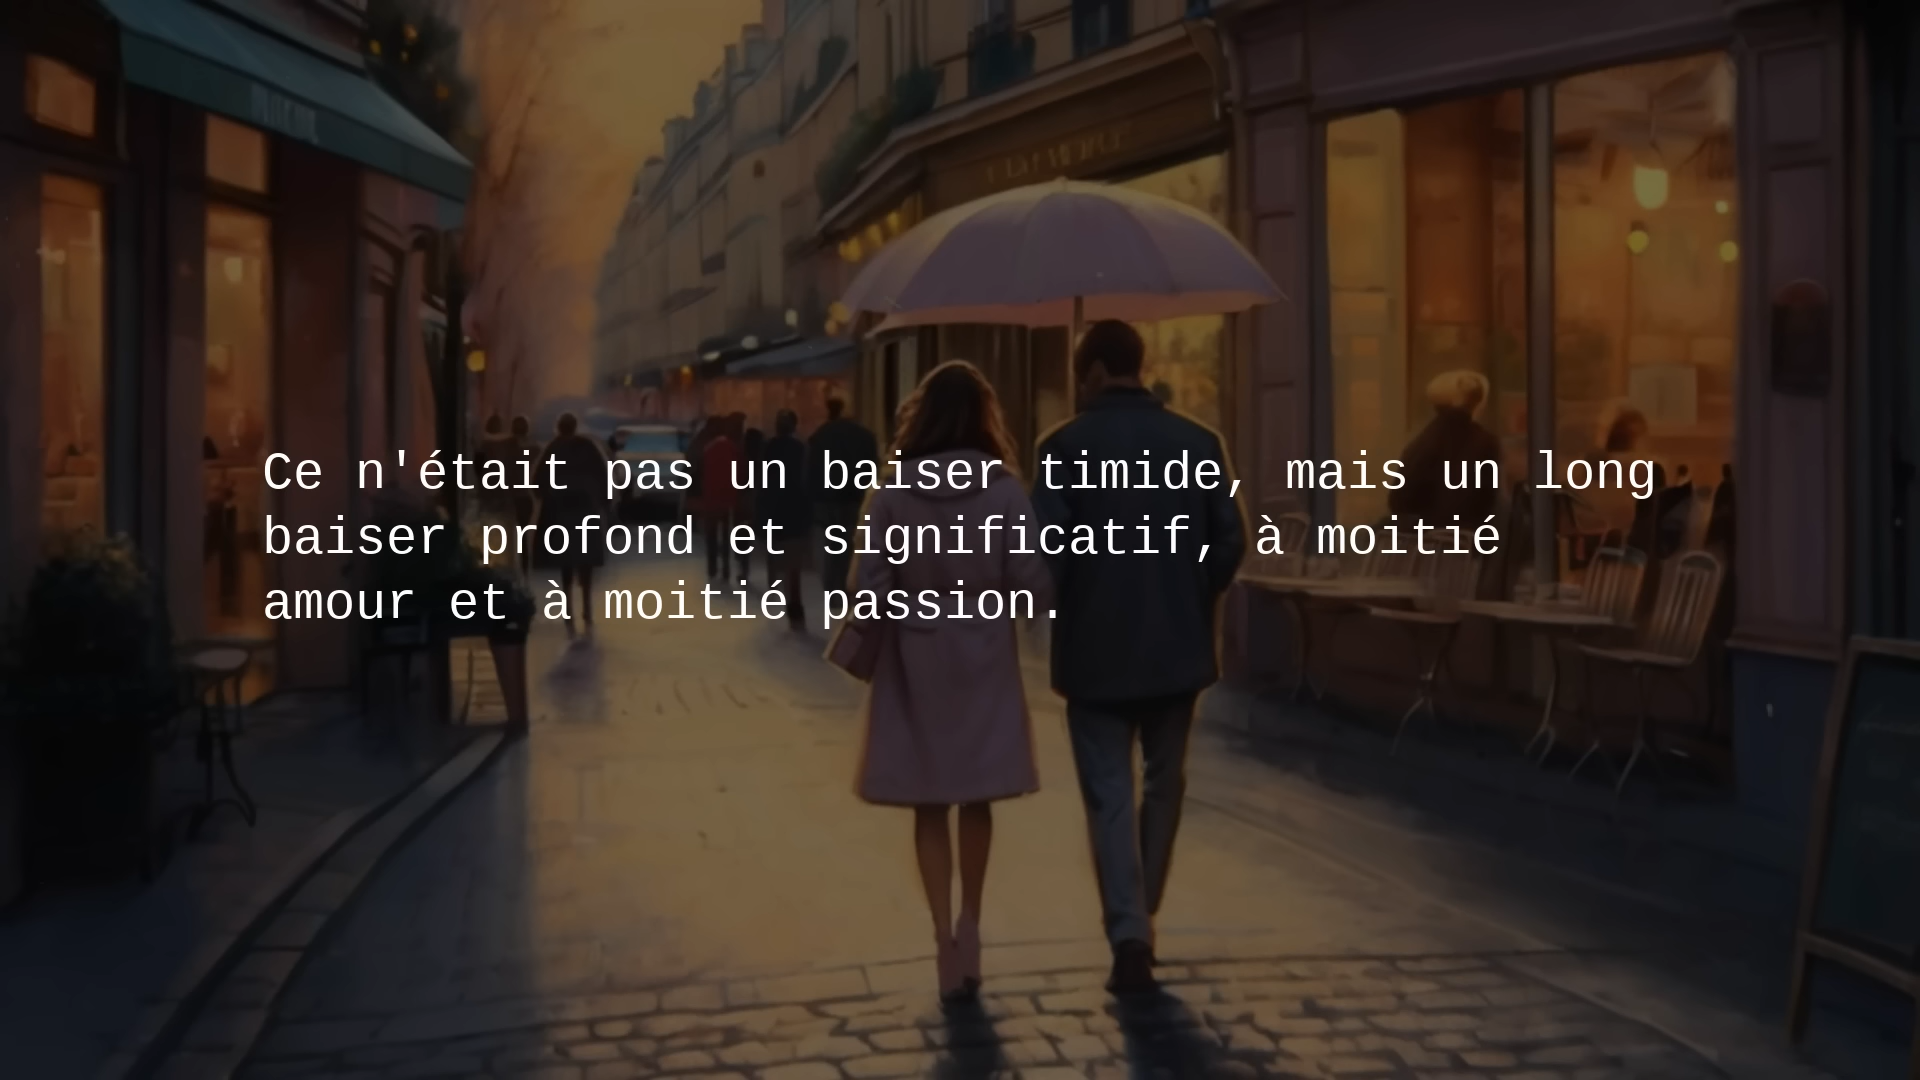 Ce n'était pas un baiser timide, mais un long
baiser profond et significatif, à moitié
amour et à moitié passion.